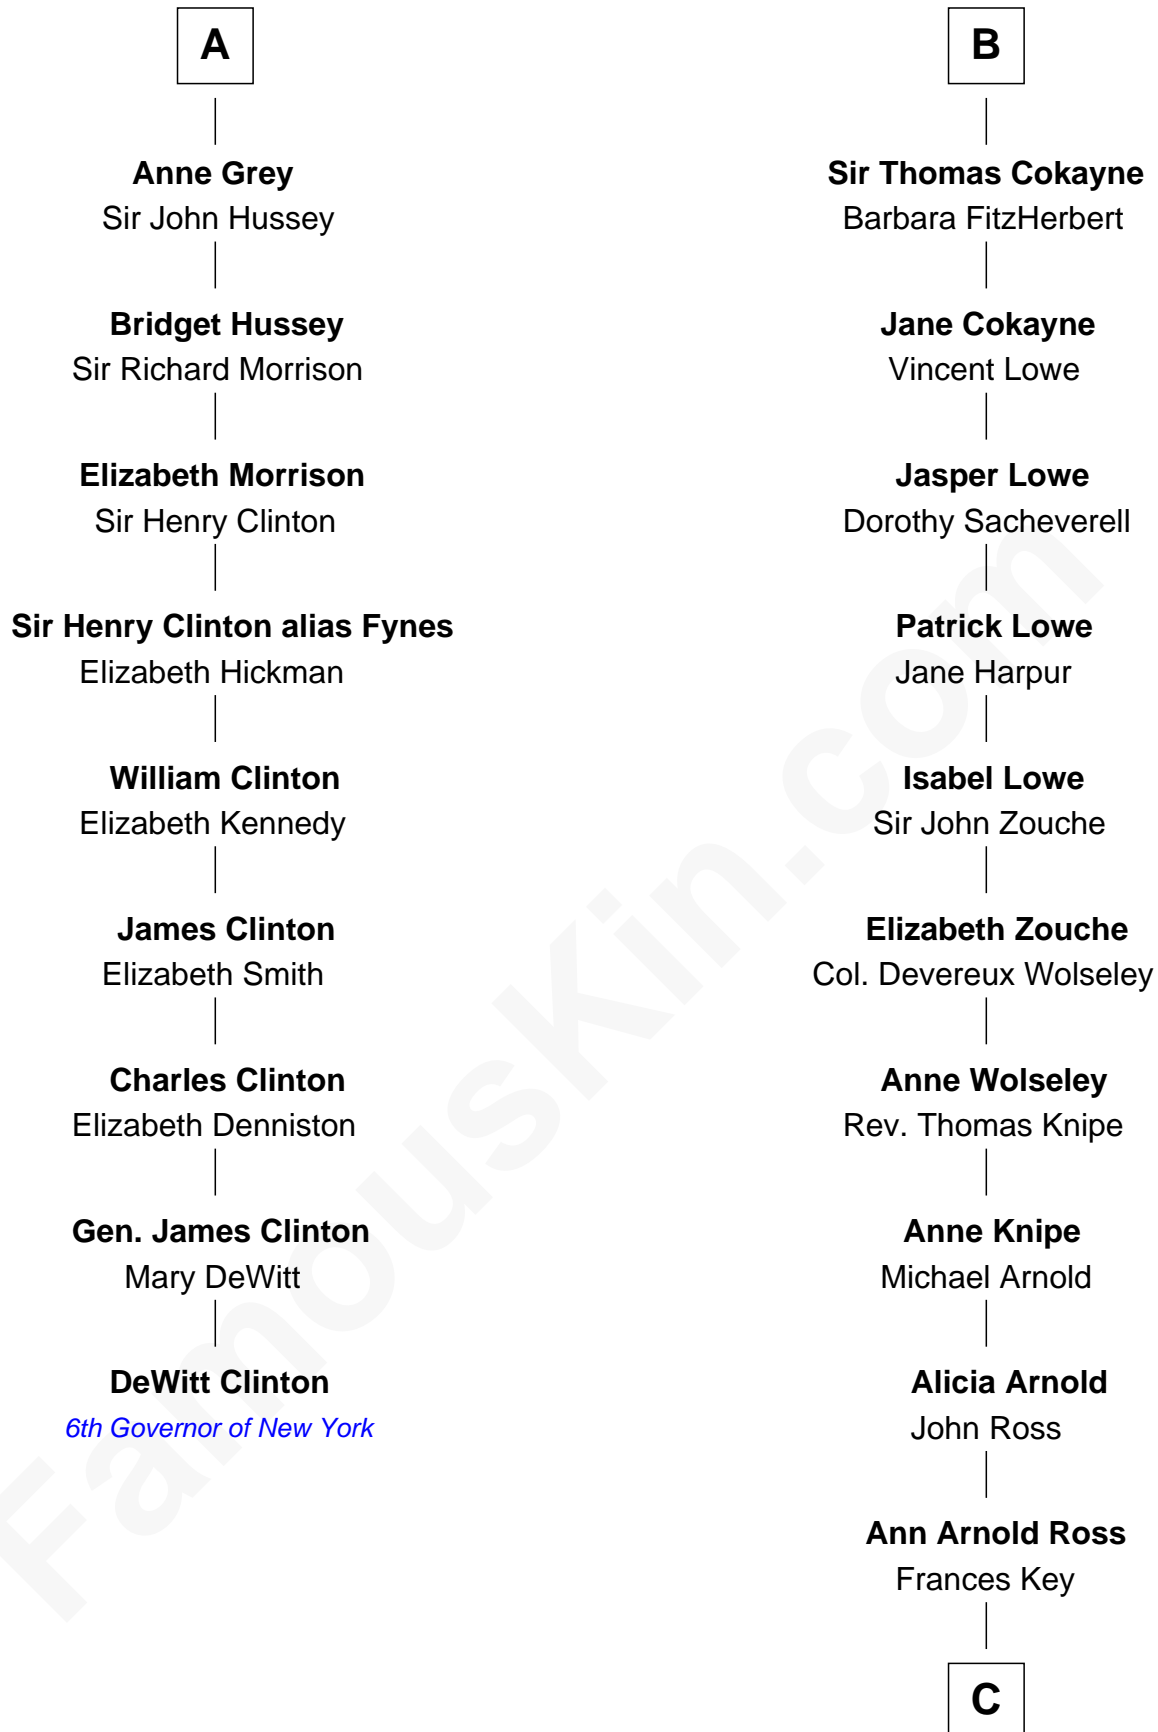 A
Anne Grey
Sir John Hussey
Bridget Hussey
Sir Richard Morrison
Elizabeth Morrison
Sir Henry Clinton
Sir Henry Clinton alias Fynes
Elizabeth Hickman
William Clinton
Elizabeth Kennedy
James Clinton
Elizabeth Smith
Charles Clinton
Elizabeth Denniston
Gen. James Clinton
Mary DeWitt
DeWitt Clinton
6th Governor of New York
B
Sir Thomas Cokayne
Barbara FitzHerbert
Jane Cokayne
Vincent Lowe
Jasper Lowe
Dorothy Sacheverell
Patrick Lowe
Jane Harpur
Isabel Lowe
Sir John Zouche
Elizabeth Zouche
Col. Devereux Wolseley
Anne Wolseley
Rev. Thomas Knipe
Anne Knipe
Michael Arnold
Alicia Arnold
John Ross
Ann Arnold Ross
Frances Key
C
FamousKin.com